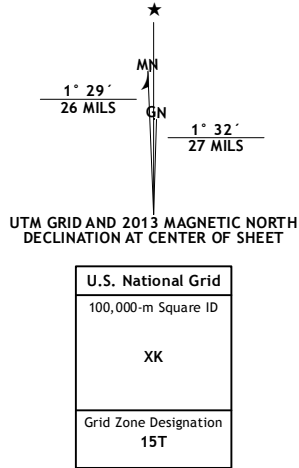 ★
MN
1° 29´
26 MILS
GN
1° 32´
27 MILS
UTM GRID AND 2013 MAGNETIC NORTH
DECLINATION AT CENTER OF SHEET
U.S. National Grid
100,000-m Square ID
XK
Grid Zone Designation
15T